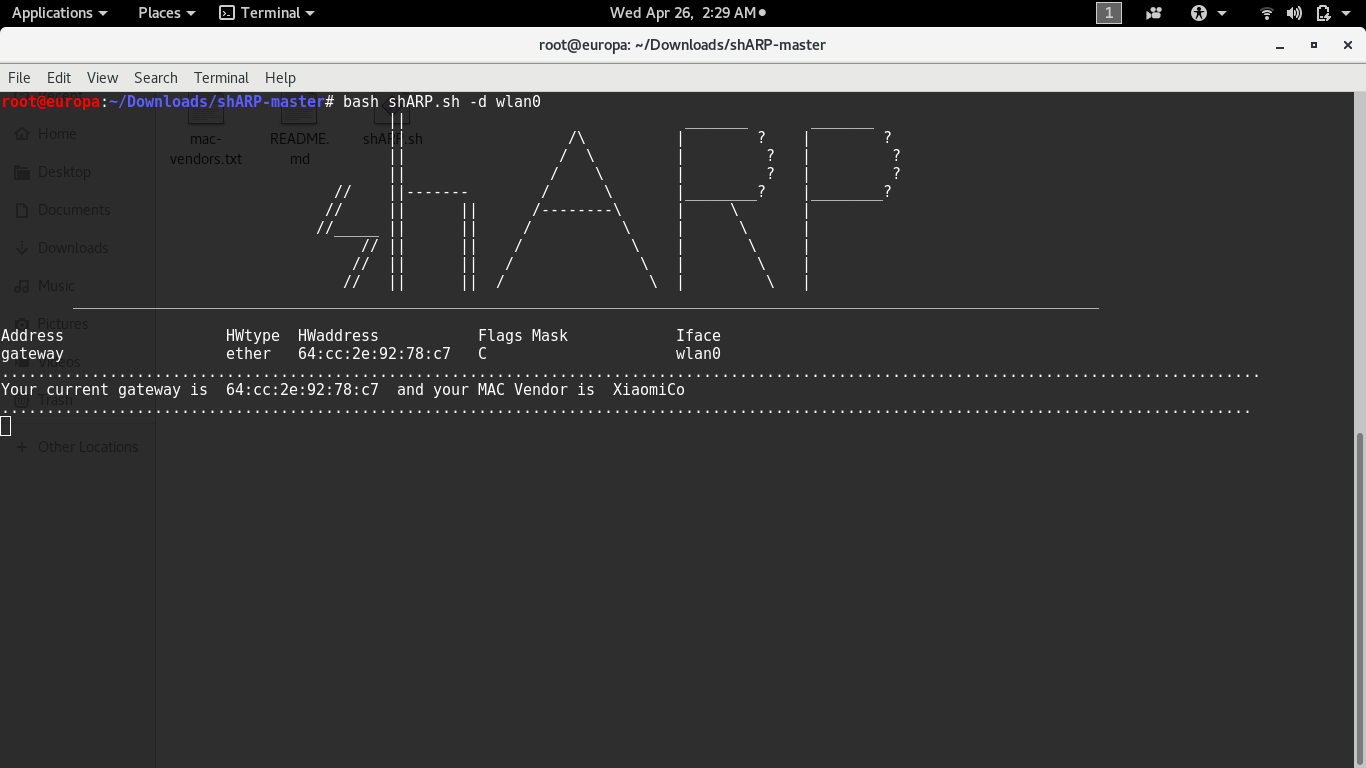 Applications Places Terminal Wed Apr 26, 2:29 AM 1
root@europa: ~/Downloads/shARP-master
File Edit View Search Terminal Help
root@europa:~/Downloads/shARP-master# bash shARP.sh -d wlan0
Home
mac-vendors.txt
README.md
shARP.sh
Desktop
Documents
Downloads
Music
Pictures
Videos
Trash
Other Locations
shARP
Address HWtype HWaddress Flags Mask Iface
gateway ether 64:cc:2e:92:78:c7 C wlan0
Your current gateway is 64:cc:2e:92:78:c7 and your MAC Vendor is XiaomiCo